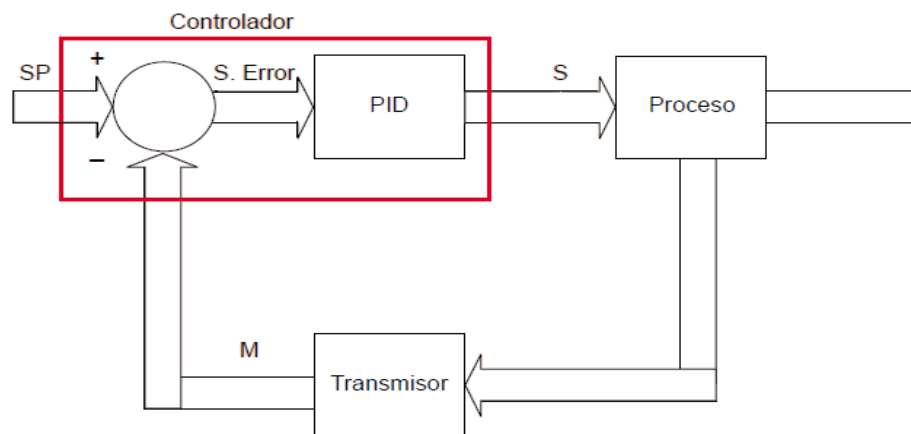 Controlador
SP
+
S. Error
PID
S
Proceso
−
M
Transmisor